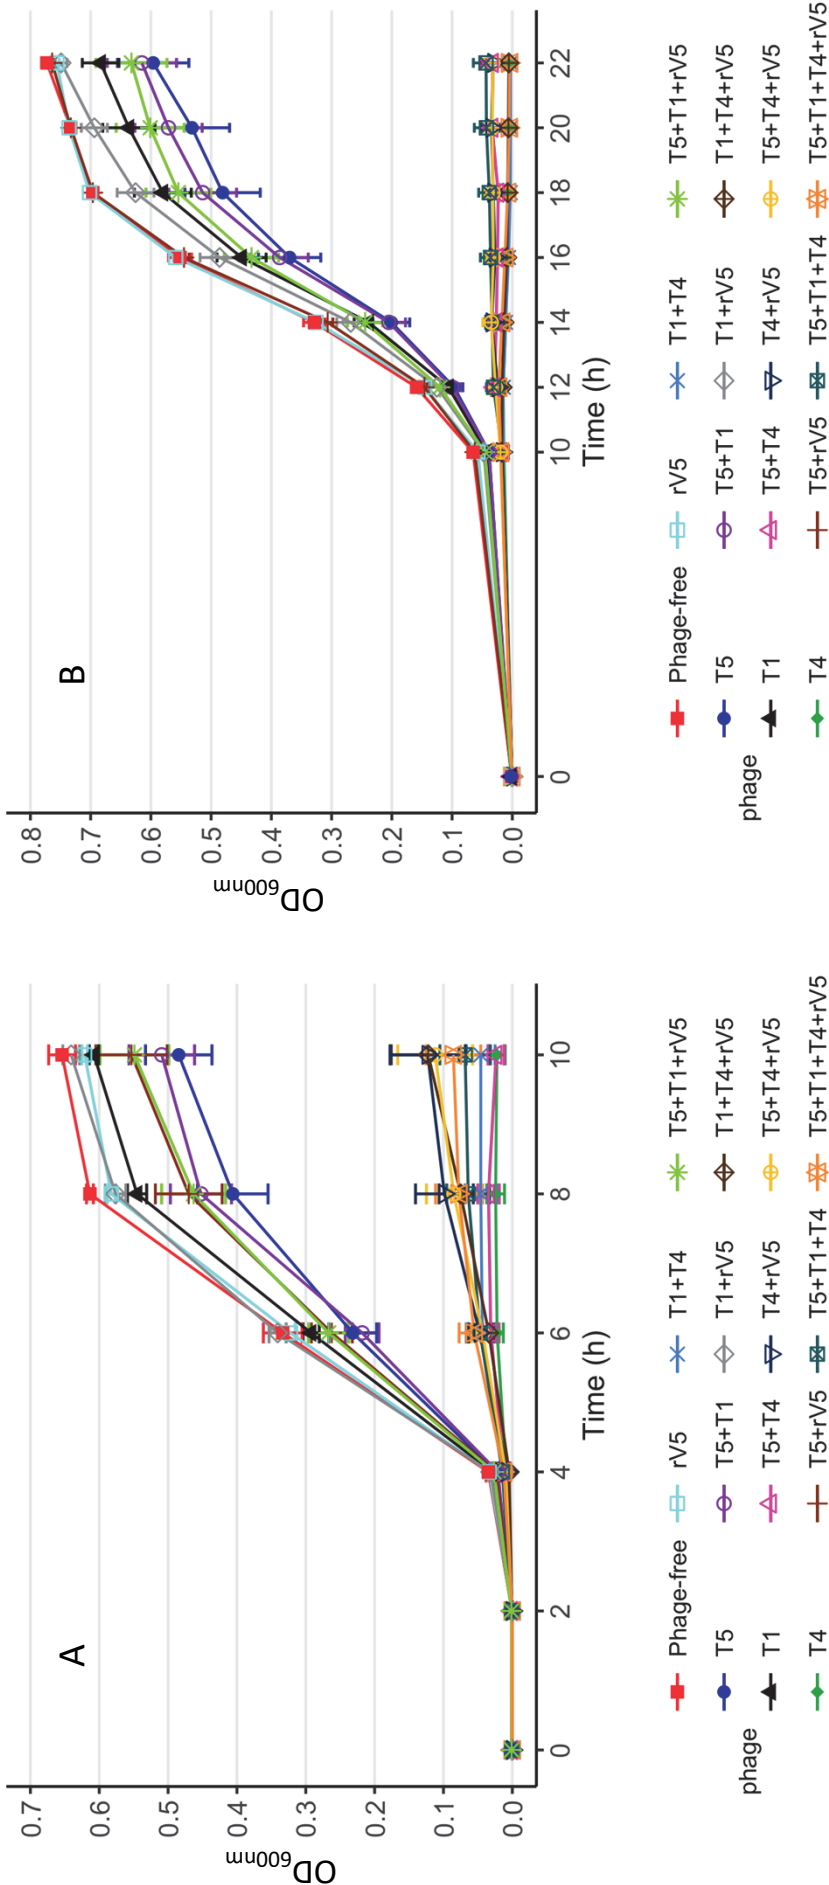 A
OD600nm
0.7
0.6
0.5
0.4
0.3
0.2
0.1
0.0
0 2 4 6 8 10
Time (h)
phage
Phage-free rV5 T1+T4 T5+T1+rV5
T5 T5+T1 T1+rV5 T1+T4+rV5
T1 T5+T4 T4+rV5 T5+T4+rV5
T4 T5+rV5 T5+T1+T4 T5+T1+T4+rV5
B
OD600nm
0.8
0.7
0.6
0.5
0.4
0.3
0.2
0.1
0.0
0 10 12 14 16 18 20 22
Time (h)
phage
Phage-free rV5 T1+T4 T5+T1+rV5
T5 T5+T1 T1+rV5 T1+T4+rV5
T1 T5+T4 T4+rV5 T5+T4+rV5
T4 T5+rV5 T5+T1+T4 T5+T1+T4+rV5